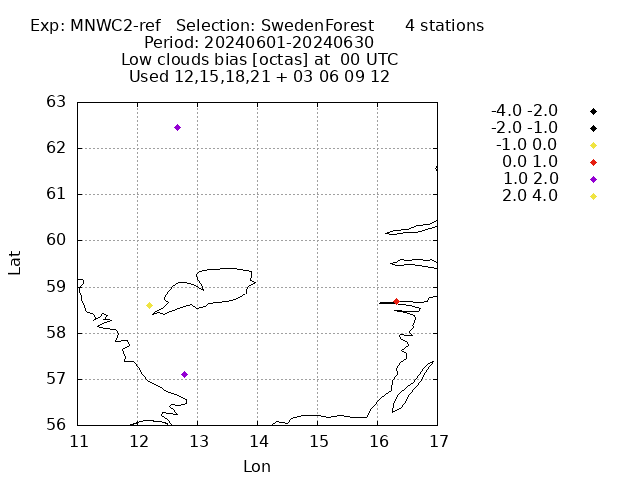 Exp: MNWC2-ref   Selection: SwedenForest      4 stations
Period: 20240601-20240630
Low clouds bias [octas] at  00 UTC
Used 12,15,18,21 + 03 06 09 12
-4.0 -2.0
-2.0 -1.0
-1.0 0.0
0.0 1.0
1.0 2.0
2.0 4.0
63
62
61
60
59
58
57
56
Lat
11 12 13 14 15 16 17
Lon